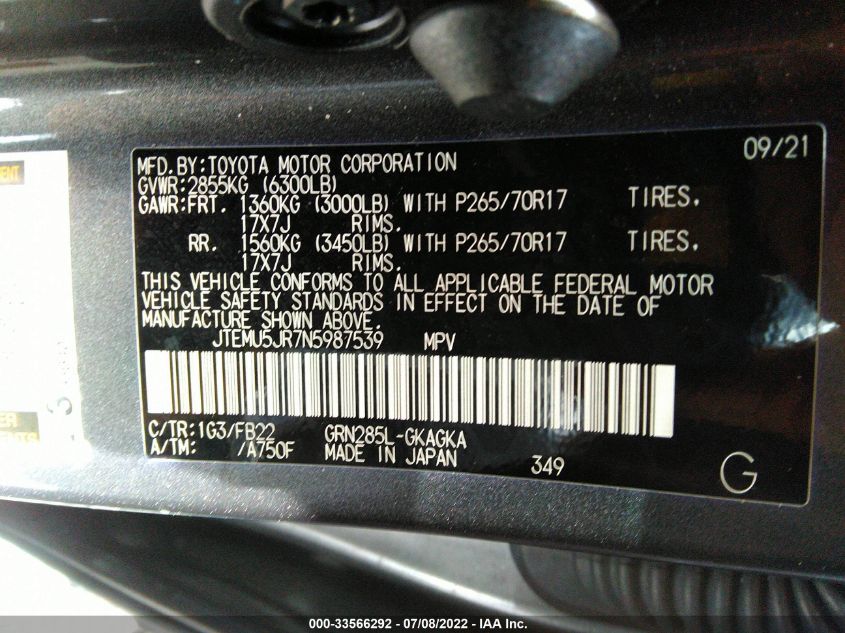 MFD.BY:TOYOTA MOTOR CORPORATION 09/21
GVWR:2855KG (6300LB)
GAWR:FRT. 1360KG (3000LB) WITH P265/70R17 TIRES.
17X7J RIMS.
RR. 1560KG (3450LB) WITH P265/70R17 TIRES.
17X7J RIMS.
THIS VEHICLE CONFORMS TO ALL APPLICABLE FEDERAL MOTOR
VEHICLE SAFETY STANDARDS IN EFFECT ON THE DATE OF
MANUFACTURE SHOWN ABOVE.
JTEMU5JR7N5987539 MPV
C/TR:1G3/FB22 GRN285L-GKAGKA
A/TM: /A750F MADE IN JAPAN 349 G
000-33566292 - 07/08/2022 - IAA Inc.